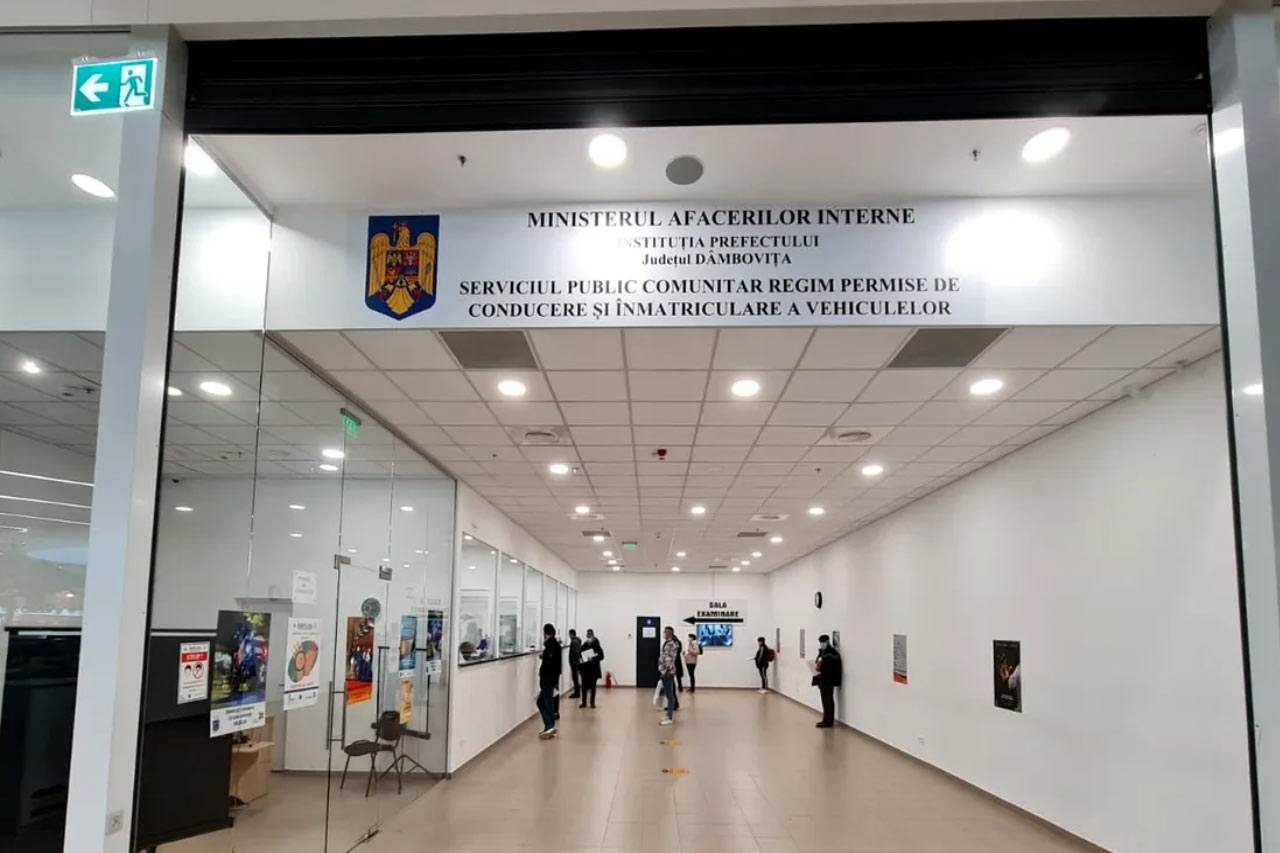 MINISTERUL AFACERILOR INTERNE
INSTITUȚIA PREFECTULUI
Județul DÂMBOVIȚA
SERVICIUL PUBLIC COMUNITAR REGIM PERMISE DE
CONDUCERE ȘI ÎNMATRICULARE A VEHICULELOR
SALA
EXAMINARE